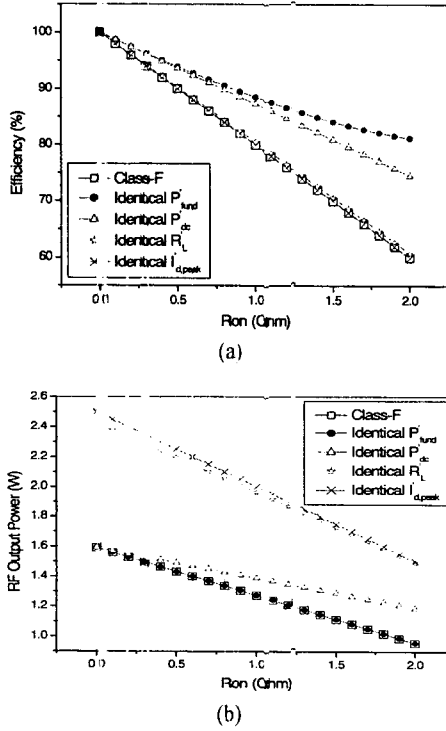 100
90
80
70
60
Efficiency (%)
Class-F
Identical P'fund
Identical P'dc
Identical R'L
Identical I'd,peak
0.0
0.5
1.0
1.5
2.0
Ron (Ohm)
(a)
2.6
2.4
2.2
2.0
1.8
1.6
1.4
1.2
1.0
RF Output Power (W)
Class-F
Identical P'fund
Identical P'dc
Identical R'L
Identical I'd,peak
0.0
0.5
1.0
1.5
2.0
Ron (Ohm)
(b)